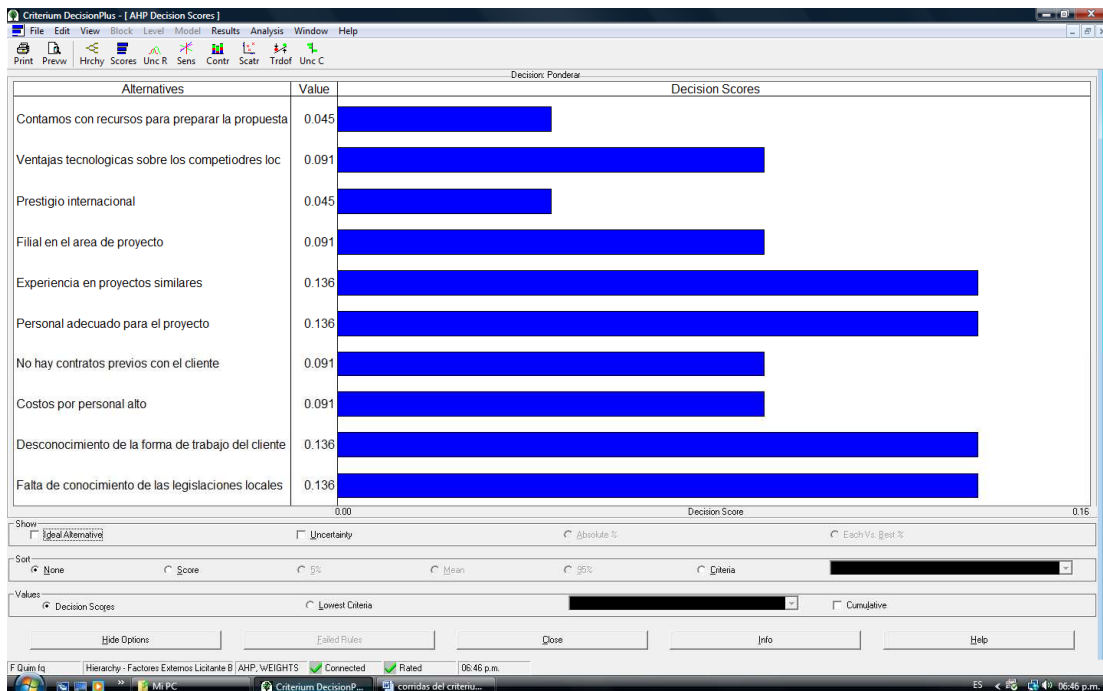 Criterium DecisionPlus - [ AHP Decision Scores ]
File Edit View Block Level Model Results Analysis Window Help
Print Prevw Hrchy Scores Unc R Sens Contr Scatr Trdof Unc C
Decision: Ponderar
Alternatives Value Decision Scores
Contamos con recursos para preparar la propuesta 0.045
Ventajas tecnologicas sobre los competiodres loc 0.091
Prestigio internacional 0.045
Filial en el area de proyecto 0.091
Experiencia en proyectos similares 0.136
Personal adecuado para el proyecto 0.136
No hay contratos previos con el cliente 0.091
Costos por personal alto 0.091
Desconocimiento de la forma de trabajo del cliente 0.136
Falta de conocimiento de las legislaciones locales 0.136
0.00 Decision Score 0.16
Show
Ideal Alternative Uncertainty Absolute % Each Vs. Best %
Sort
None Score 5% Mean 95% Criteria
Values
Decision Scores Lowest Criteria Cumulative
Hide Options Failed Rules Close Info Help
F Quim fq Hierarchy - Factores Externos Licitante B AHP, WEIGHTS Connected Rated 06:46 p.m.
Mi PC Criterium DecisionP... corridas del criteriu... ES 06:46 p.m.